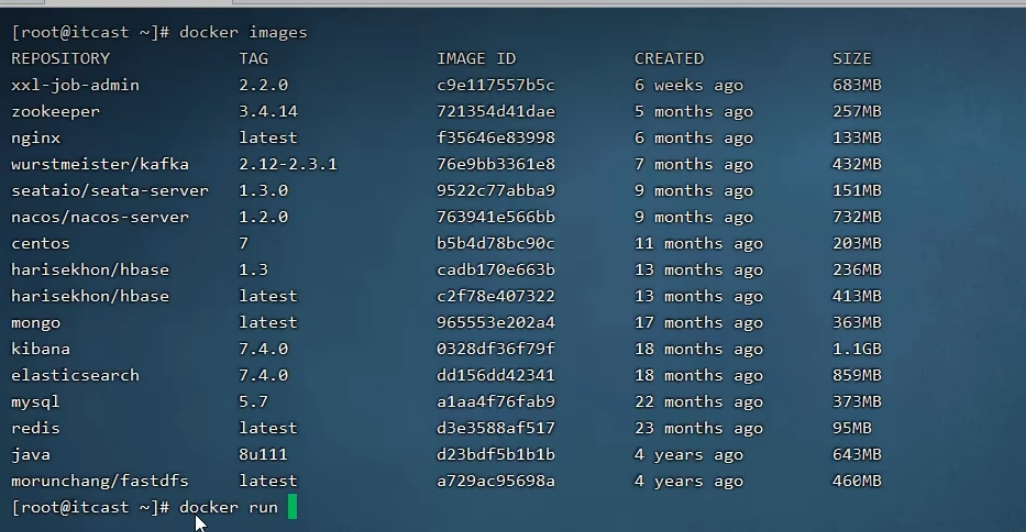 [root@itcast ~]# docker images
REPOSITORY TAG IMAGE ID CREATED SIZE
xxl-job-admin 2.2.0 c9e117557b5c 6 weeks ago 683MB
zookeeper 3.4.14 721354d41dae 5 months ago 257MB
nginx latest f35646e83998 6 months ago 133MB
wurstmeister/kafka 2.12-2.3.1 76e9bb3361e8 7 months ago 432MB
seataio/seata-server 1.3.0 9522c77abba9 9 months ago 151MB
nacos/nacos-server 1.2.0 763941e566bb 9 months ago 732MB
centos 7 b5b4d78bc90c 11 months ago 203MB
harisekhon/hbase 1.3 cadb170e663b 13 months ago 236MB
harisekhon/hbase latest c2f78e407322 13 months ago 413MB
mongo latest 965553e202a4 17 months ago 363MB
kibana 7.4.0 0328df36f79f 18 months ago 1.1GB
elasticsearch 7.4.0 dd156dd42341 18 months ago 859MB
mysql 5.7 a1aa4f76fab9 22 months ago 373MB
redis latest d3e3588af517 23 months ago 95MB
java 8u111 d23bdf5b1b1b 4 years ago 643MB
morunchang/fastdfs latest a729ac95698a 4 years ago 460MB
[root@itcast ~]# docker run